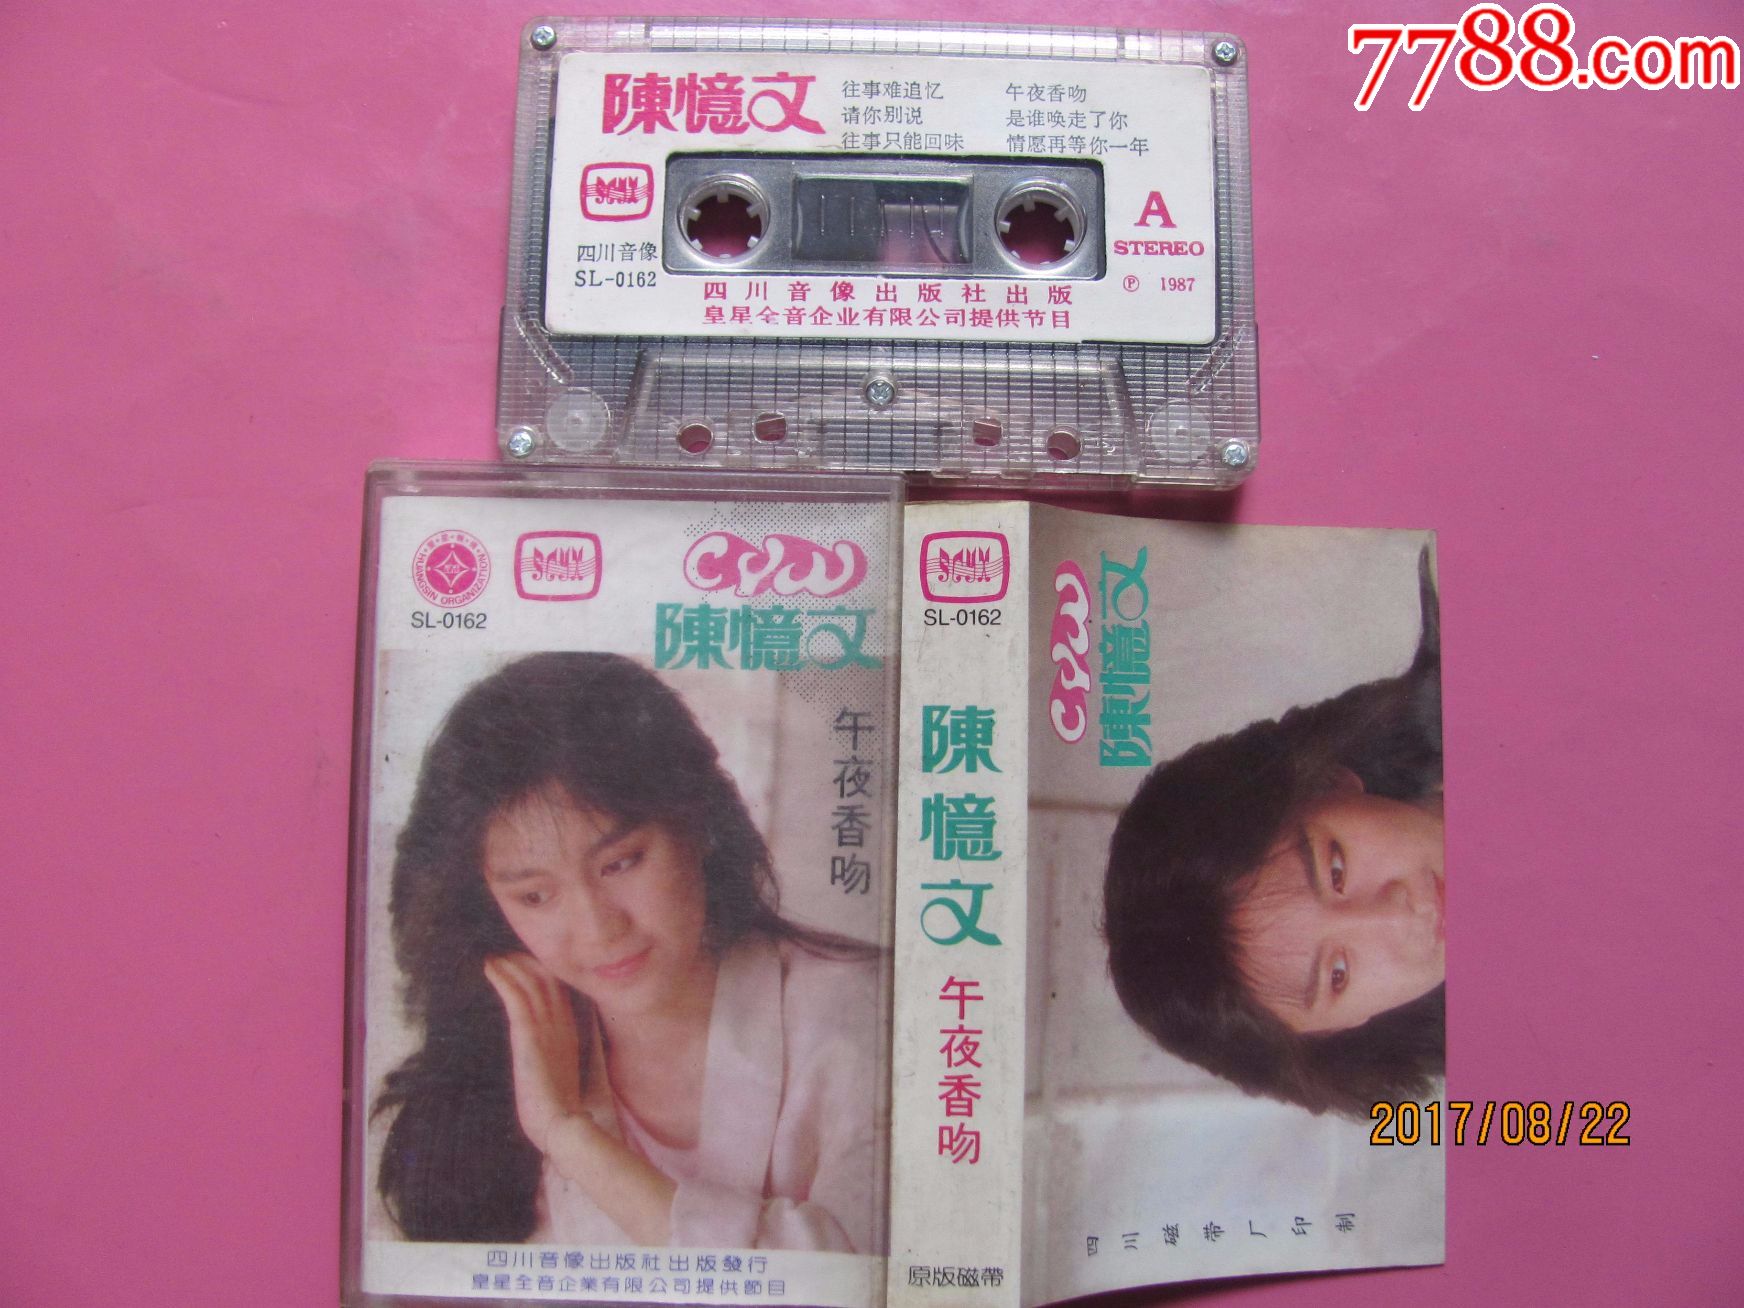 7788.com
陳憶文
往事难追忆
请你别说
往事只能回味
午夜香吻
是谁唤走了你
情愿再等你一年
SCYX
四川音像
SL-0162
A
STEREO
Ⓟ 1987
四川音像出版社出版
皇星全音企业有限公司提供节目
HUANGSIN ORGANIZATION
SCYX
SL-0162
CYW
陳憶文
午夜香吻
四川音像出版社出版發行
皇星全音企業有限公司提供節目
SCYX
SL-0162
陳憶文
午夜香吻
原版磁帶
CYW
陳憶文
四川磁带厂印制
2017/08/22